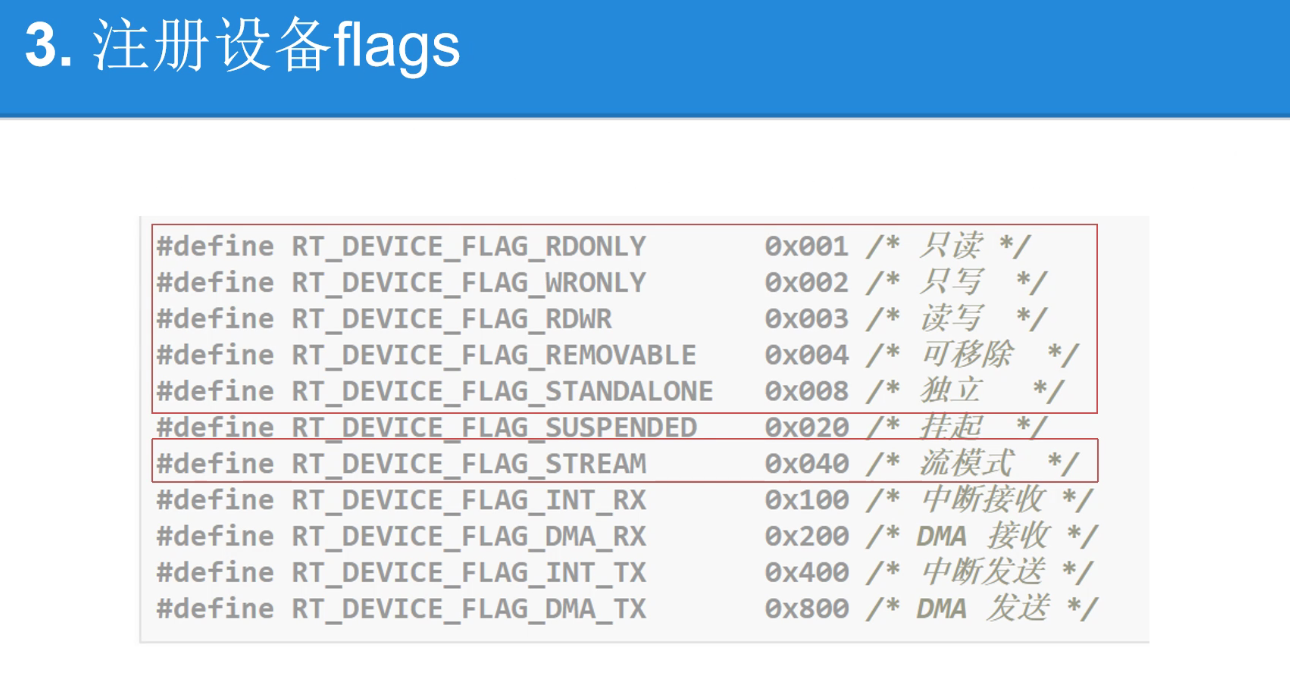 3. 注册设备flags
#define RT_DEVICE_FLAG_RDONLY 0x001 /* 只读 */
#define RT_DEVICE_FLAG_WRONLY 0x002 /* 只写 */
#define RT_DEVICE_FLAG_RDWR 0x003 /* 读写 */
#define RT_DEVICE_FLAG_REMOVABLE 0x004 /* 可移除 */
#define RT_DEVICE_FLAG_STANDALONE 0x008 /* 独立 */
#define RT_DEVICE_FLAG_SUSPENDED 0x020 /* 挂起 */
#define RT_DEVICE_FLAG_STREAM 0x040 /* 流模式 */
#define RT_DEVICE_FLAG_INT_RX 0x100 /* 中断接收 */
#define RT_DEVICE_FLAG_DMA_RX 0x200 /* DMA 接收 */
#define RT_DEVICE_FLAG_INT_TX 0x400 /* 中断发送 */
#define RT_DEVICE_FLAG_DMA_TX 0x800 /* DMA 发送 */